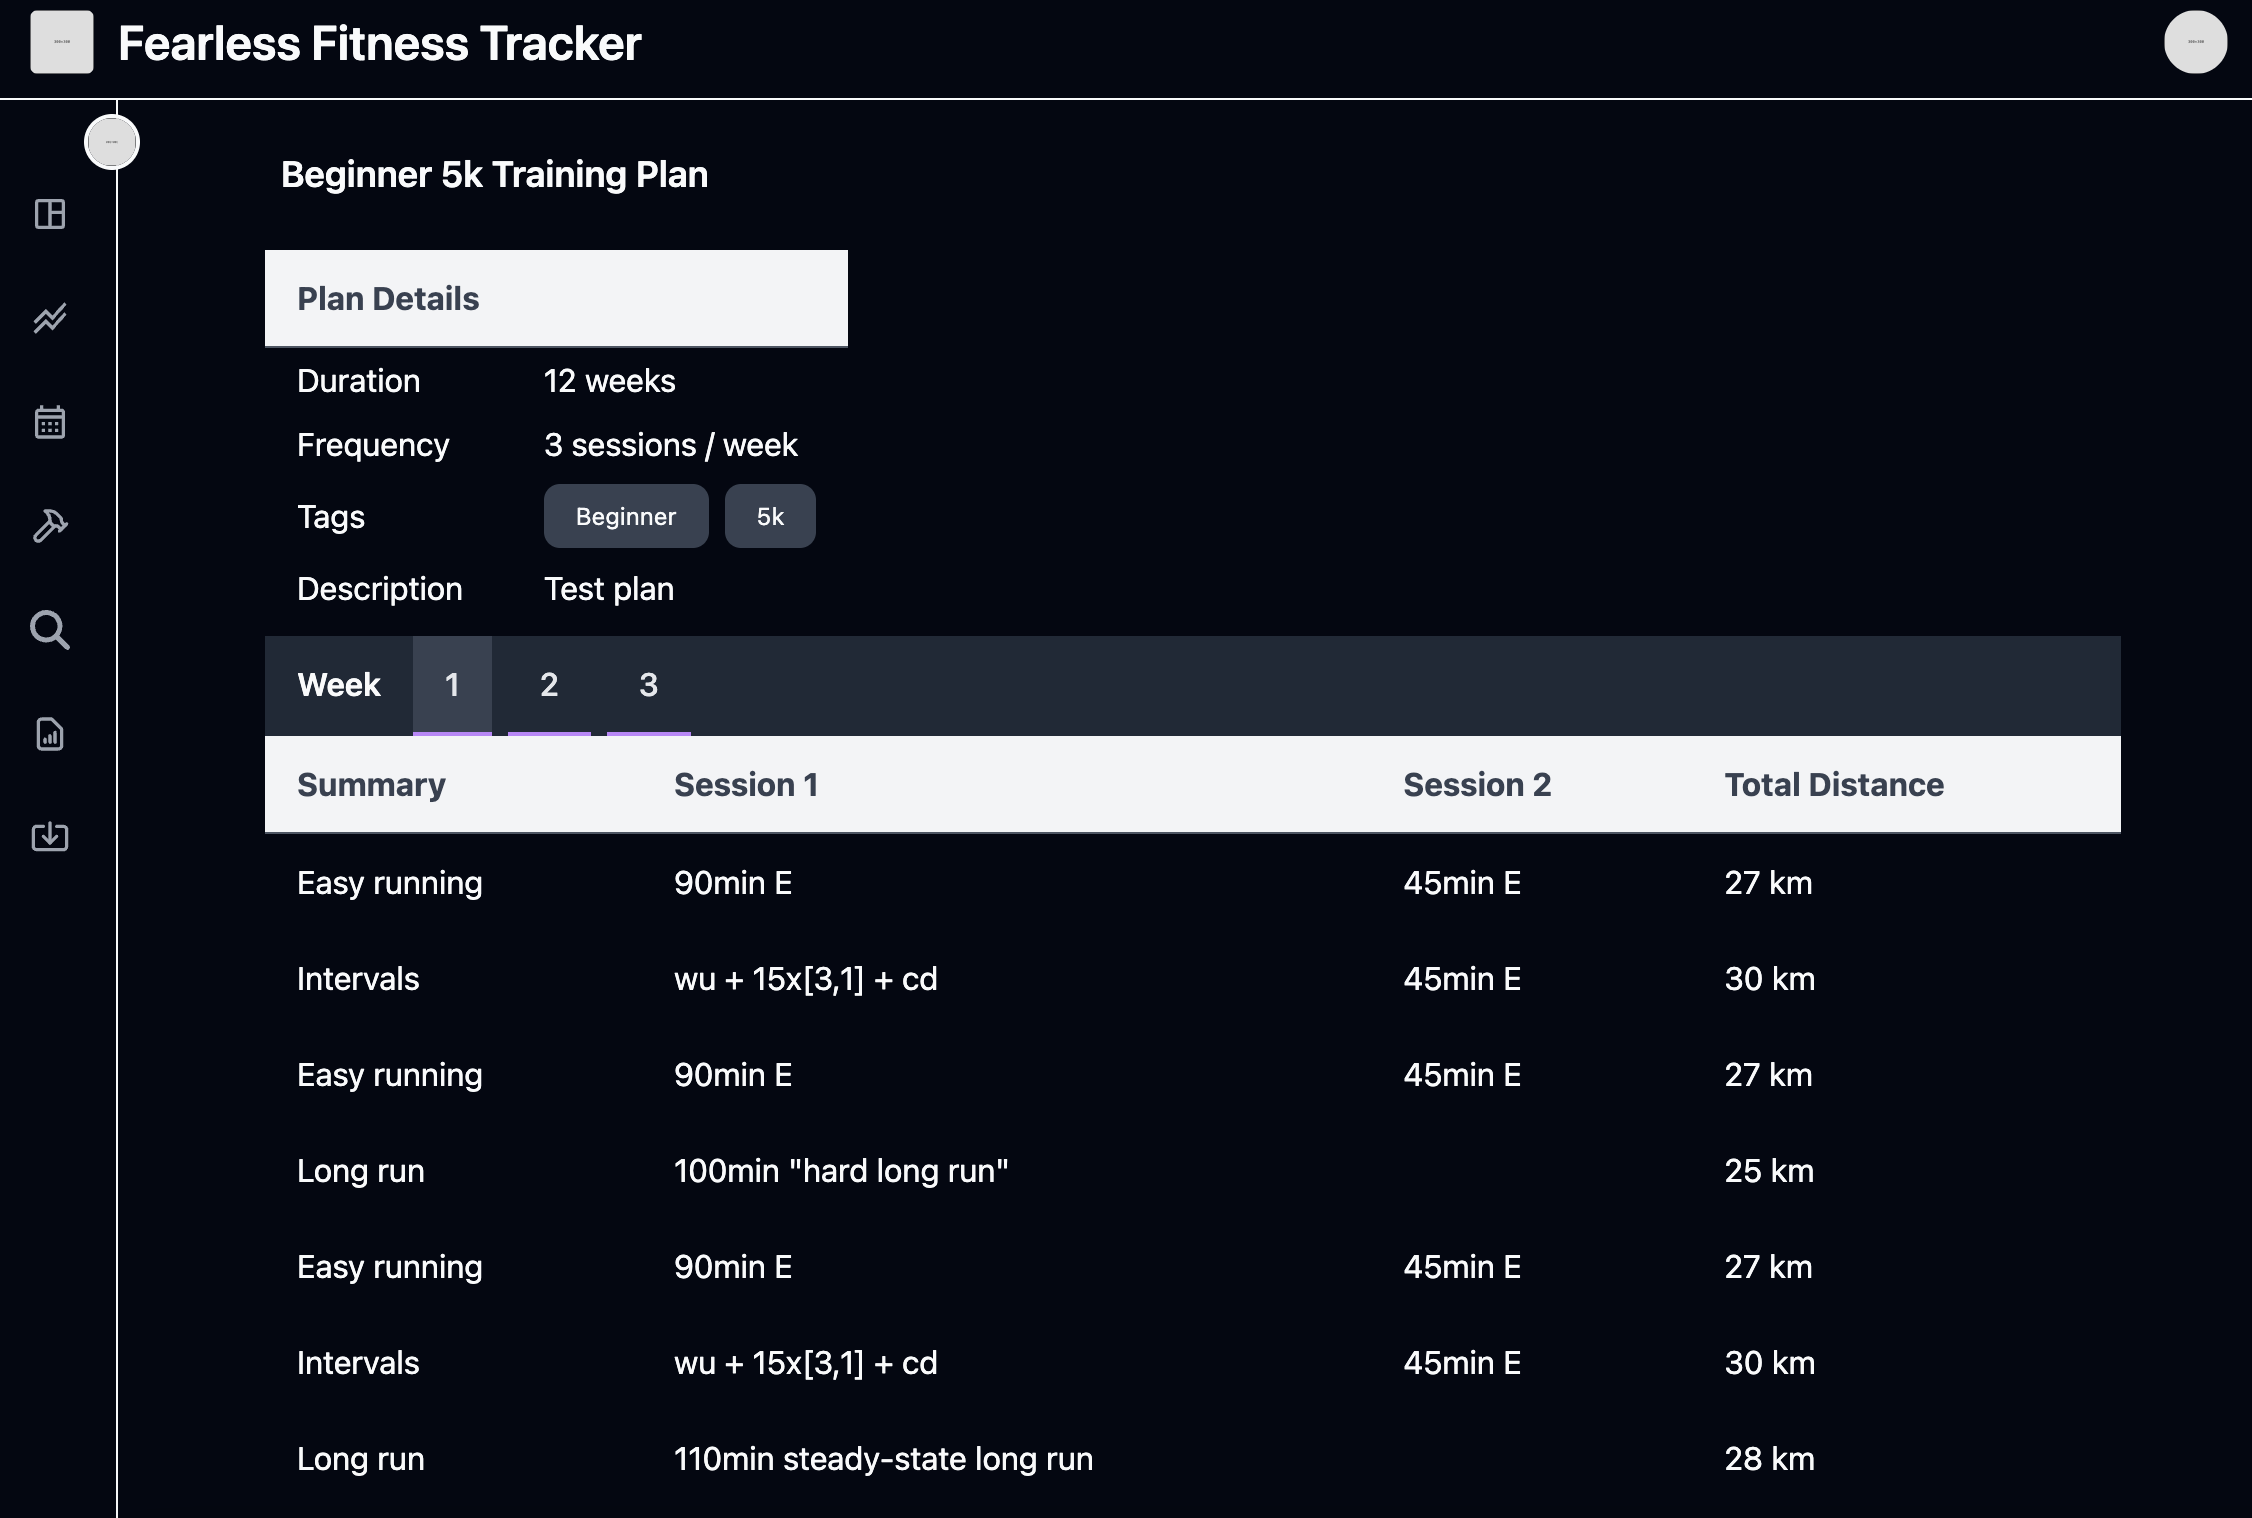 Fearless Fitness Tracker
Beginner 5k Training Plan
Plan Details
Duration 12 weeks
Frequency 3 sessions / week
Tags Beginner 5k
Description Test plan
Week 1 2 3
Summary Session 1 Session 2 Total Distance
Easy running 90min E 45min E 27 km
Intervals wu + 15x[3,1] + cd 45min E 30 km
Easy running 90min E 45min E 27 km
Long run 100min "hard long run" 25 km
Easy running 90min E 45min E 27 km
Intervals wu + 15x[3,1] + cd 45min E 30 km
Long run 110min steady-state long run 28 km